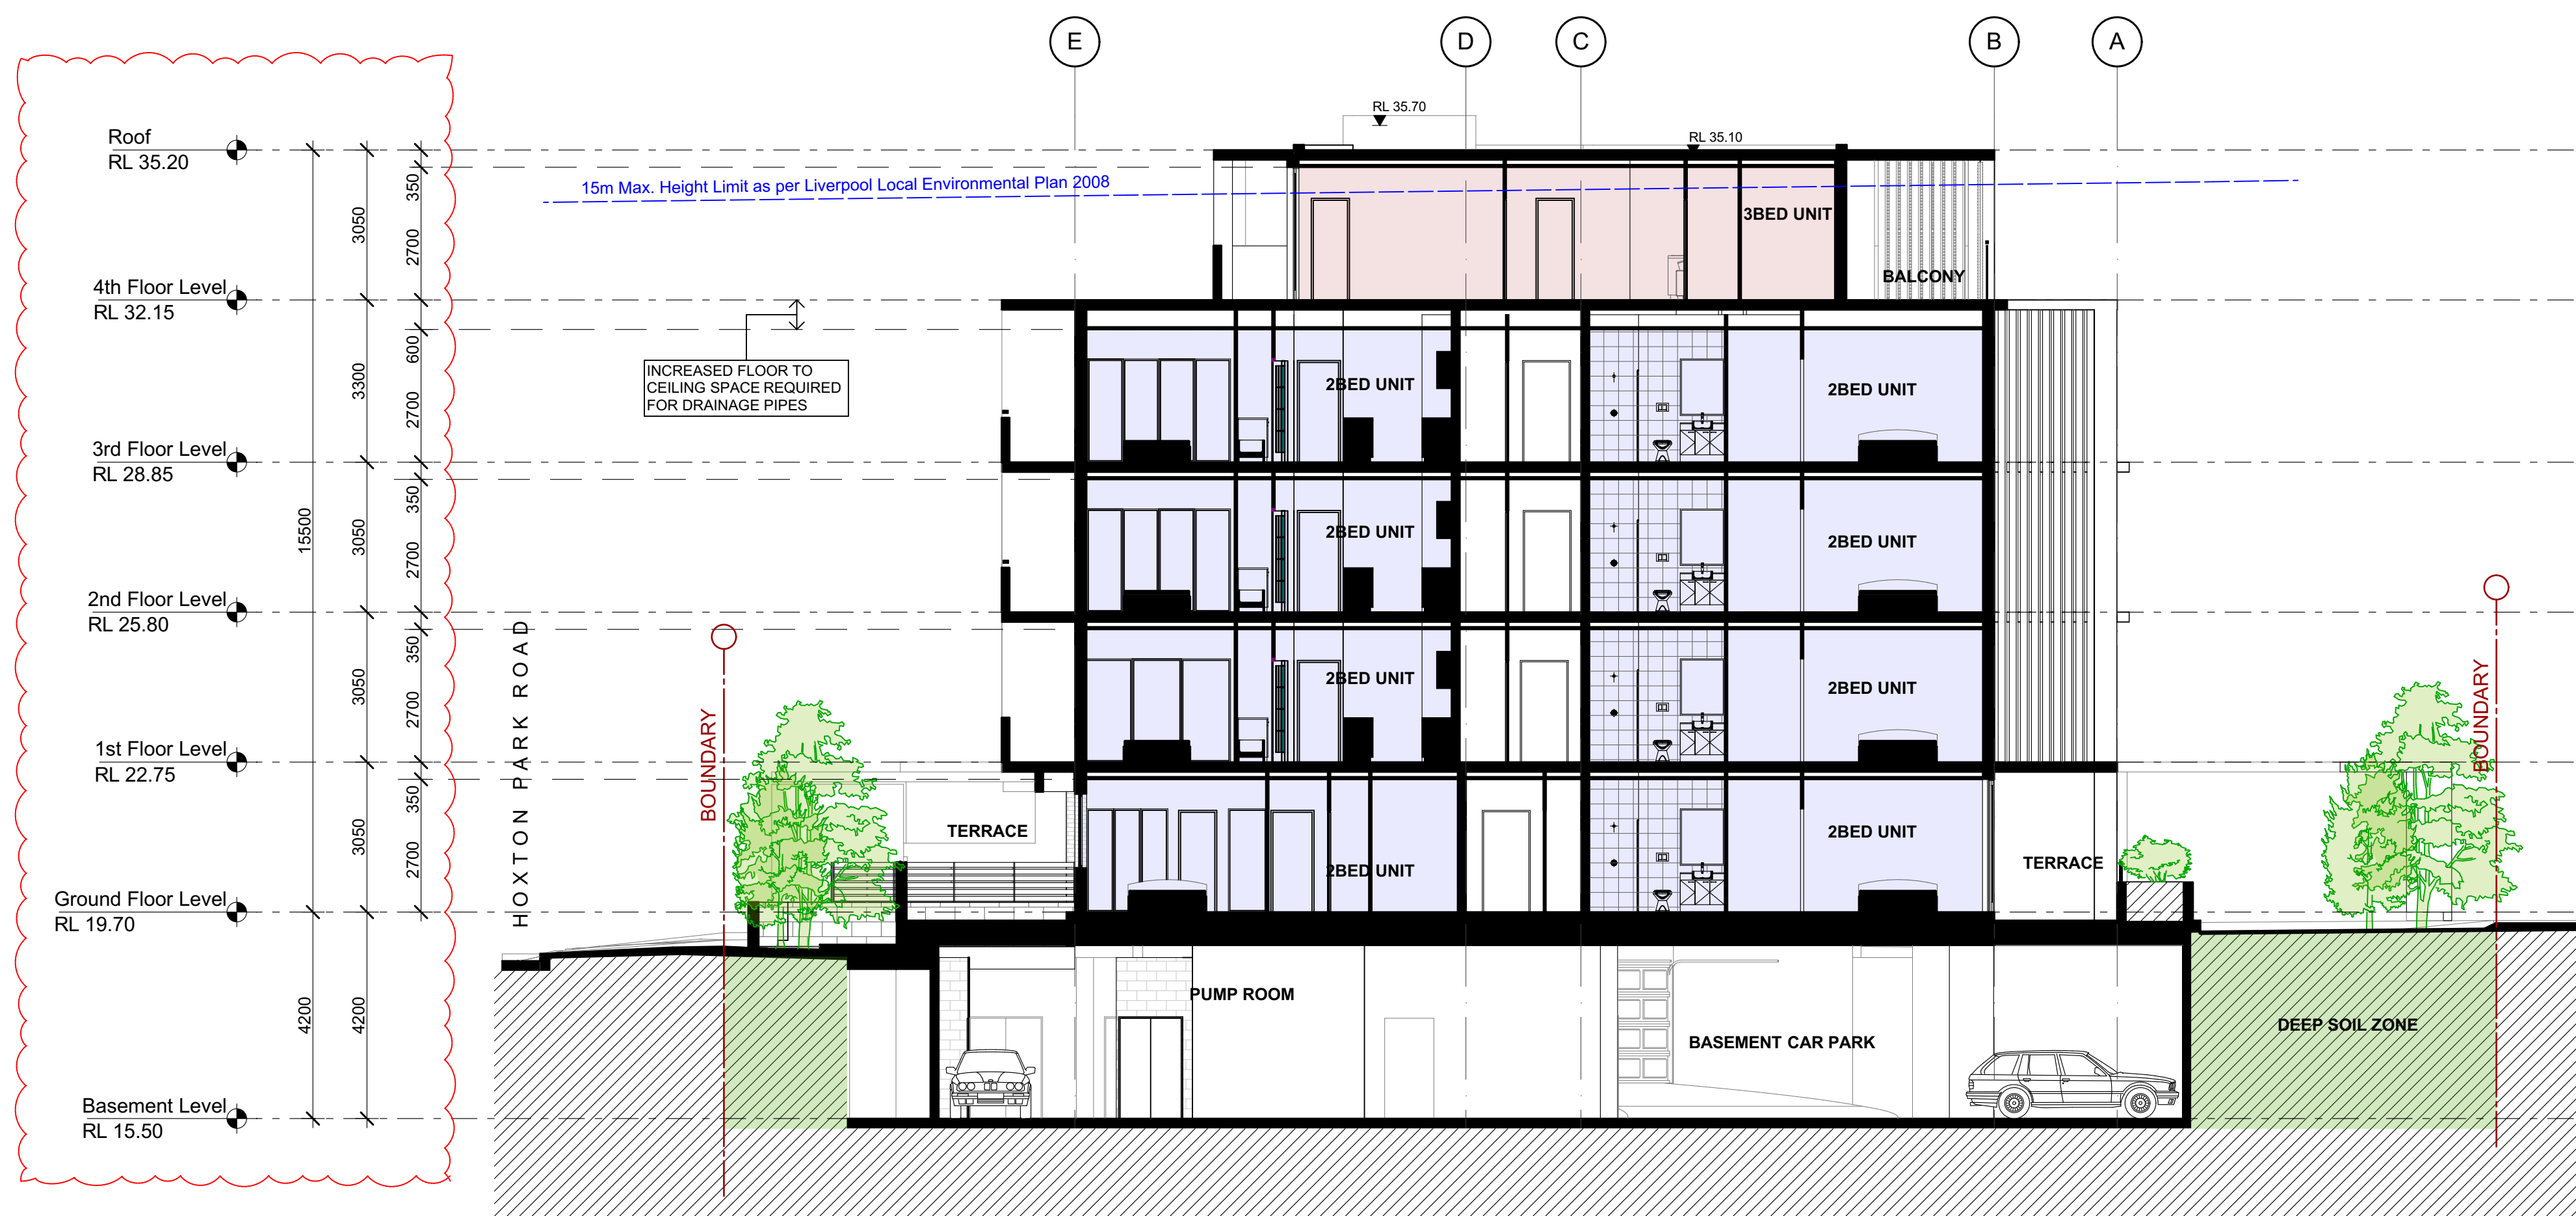 E
D
C
B
A
RL 35.70
RL 35.10
Roof
RL 35.20
15m Max. Height Limit as per Liverpool Local Environmental Plan 2008
350
3050
2700
3BED UNIT
BALCONY
4th Floor Level
RL 32.15
600
3300
2700
INCREASED FLOOR TO
CEILING SPACE REQUIRED
FOR DRAINAGE PIPES
2BED UNIT
2BED UNIT
3rd Floor Level
RL 28.85
350
15500
3050
2700
2BED UNIT
2BED UNIT
2nd Floor Level
RL 25.80
350
3050
2700
HOXTON PARK ROAD
BOUNDARY
2BED UNIT
2BED UNIT
BOUNDARY
1st Floor Level
RL 22.75
350
3050
2700
TERRACE
2BED UNIT
2BED UNIT
TERRACE
Ground Floor Level
RL 19.70
4200
4200
PUMP ROOM
BASEMENT CAR PARK
DEEP SOIL ZONE
Basement Level
RL 15.50